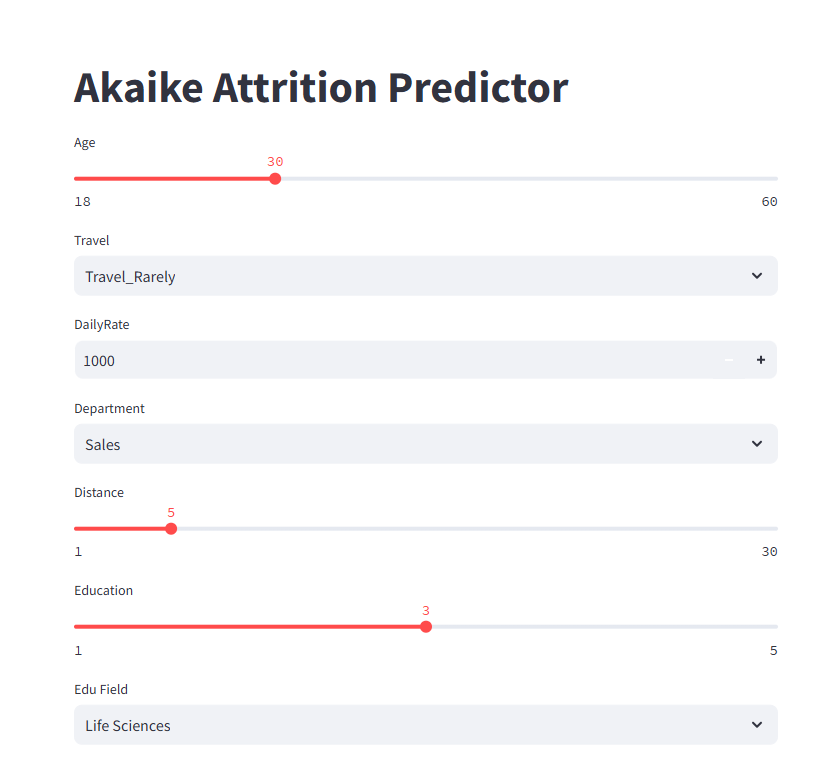 Akaike Attrition Predictor
Age
30
18 60
Travel
Travel_Rarely
DailyRate
1000
Department
Sales
Distance
5
1 30
Education
3
1 5
Edu Field
Life Sciences